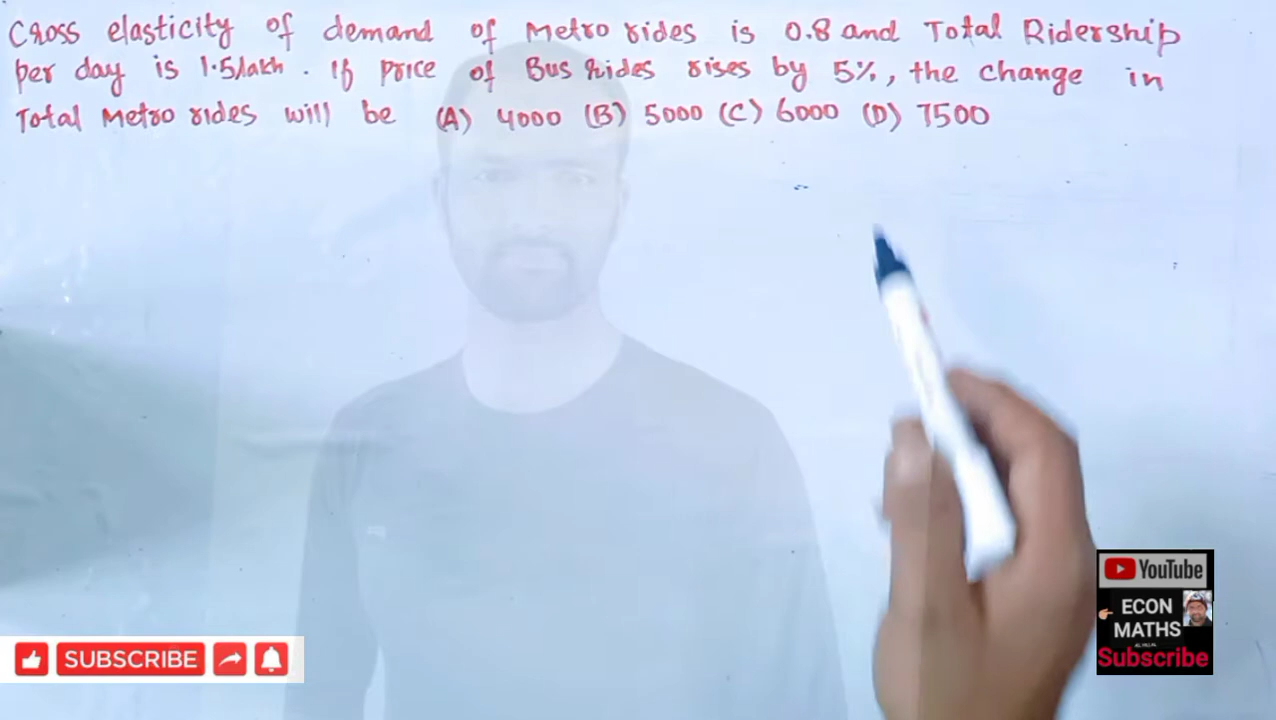 Cross elasticity of demand of Metro rides is 0.8 and Total Ridership
per day is 1.5lakh. If price of Bus Rides rises by 5%, the change in
Total Metro rides will be (A) 4000 (B) 5000 (C) 6000 (D) 7500
YouTube
ECON
MATHS
Subscribe
SUBSCRIBE